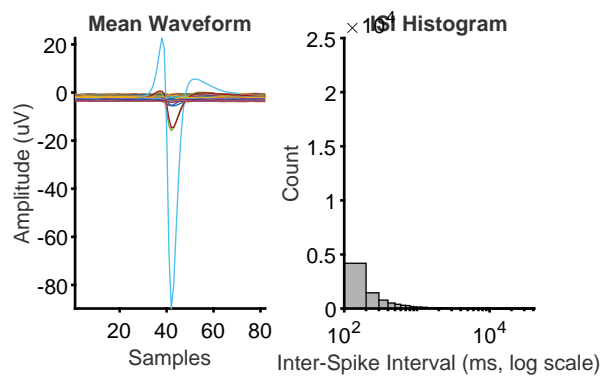 Mean Waveform
20
0
-20
-40
-60
-80
Amplitude (uV)
20 40 60 80
Samples
ISI Histogram
× 10^4
2.5
2
1.5
1
0.5
0
Count
10^2 10^4
Inter-Spike Interval (ms, log scale)